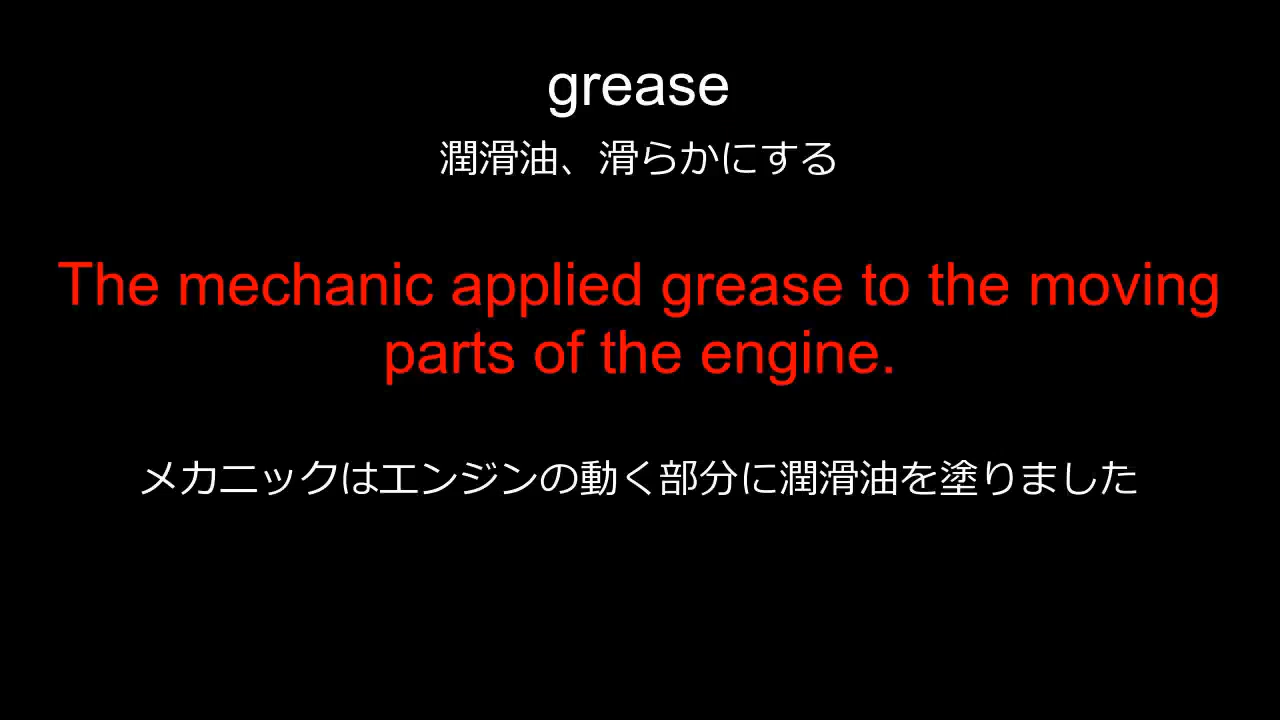 grease
潤滑油、滑らかにする
The mechanic applied grease to the moving
parts of the engine.
メカニックはエンジンの動く部分に潤滑油を塗りました